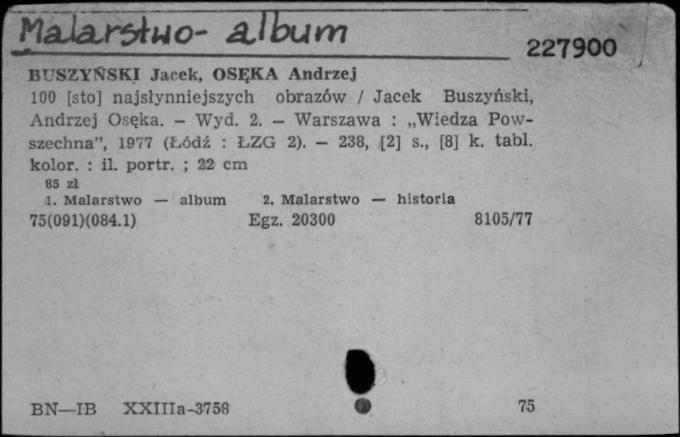 Malarstwo- album
227900
BUSZYŃSKI Jacek, OSĘKA Andrzej
100 [sto] najsłynniejszych obrazów / Jacek Buszyński,
Andrzej Osęka. — Wyd. 2. — Warszawa : „Wiedza Pow-
szechna”, 1977 (Łódź : ŁZG 2). — 238, [2] s., [8] k. tabl.
kolor. : il. portr. ; 22 cm
85 zł
1. Malarstwo — album 2. Malarstwo — historia
75(091)(084.1) Egz. 20300 8105/77
BN—IB XXIIIa-3758 75